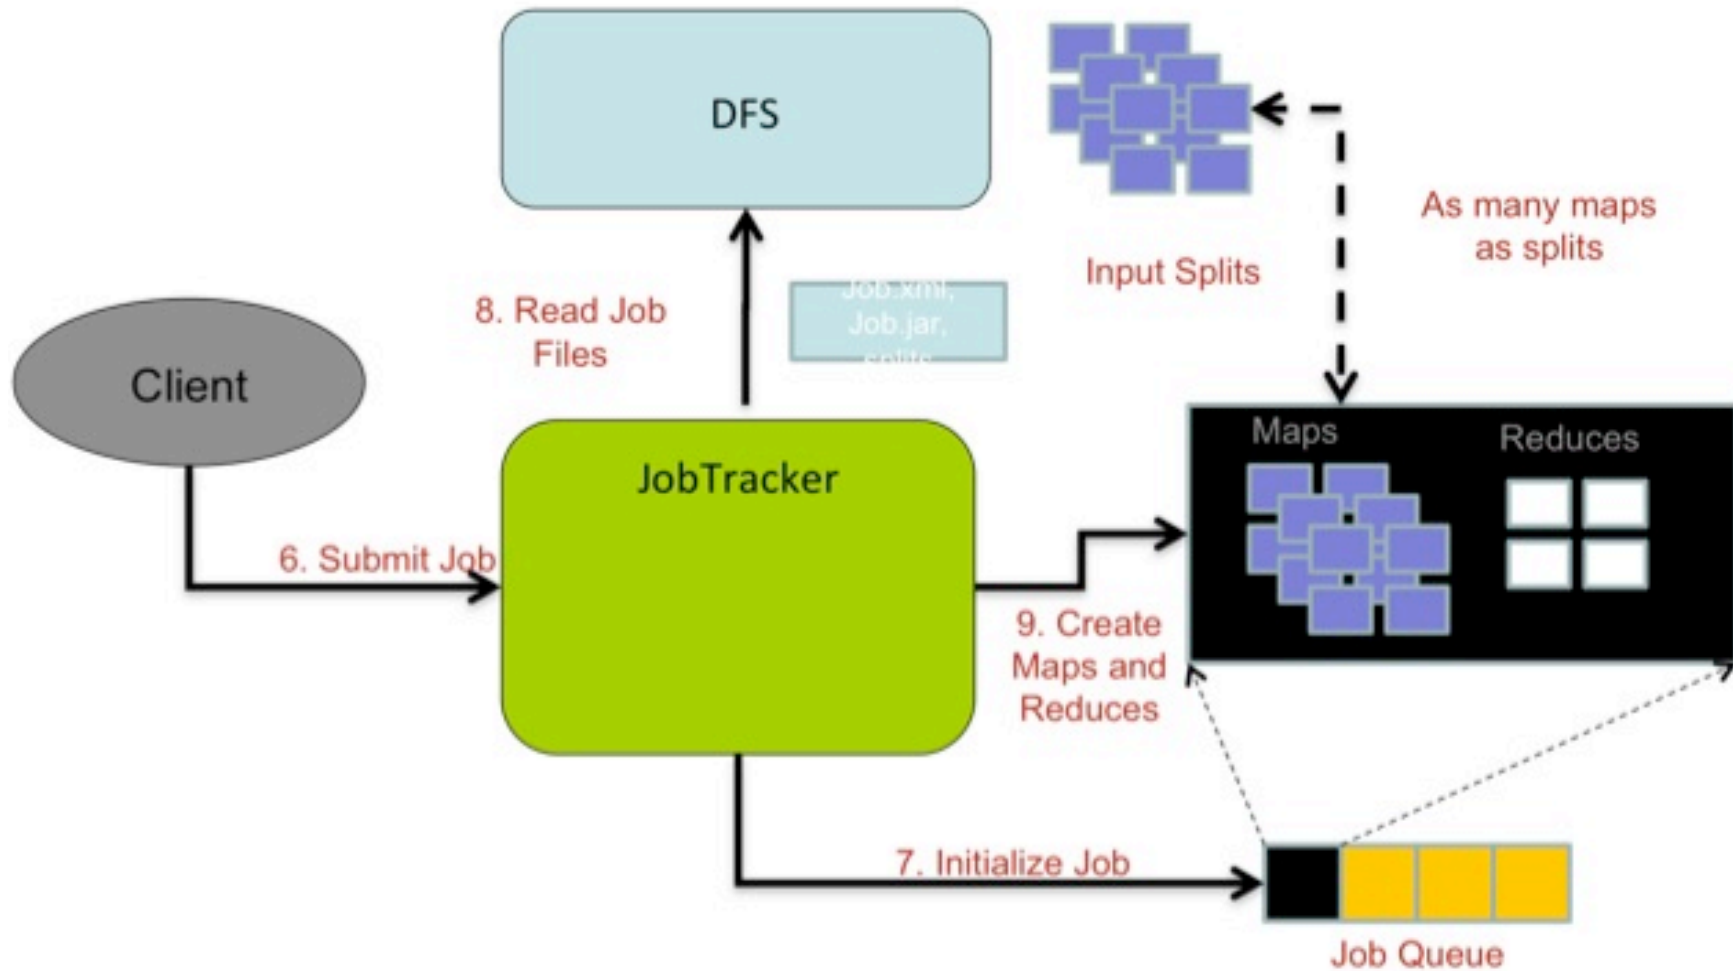 DFS
As many maps
as splits
Input Splits
8. Read Job
Files
Job.xml,
Job.jar,
splits
Client
Maps
Reduces
JobTracker
6. Submit Job
9. Create
Maps and
Reduces
7. Initialize Job
Job Queue